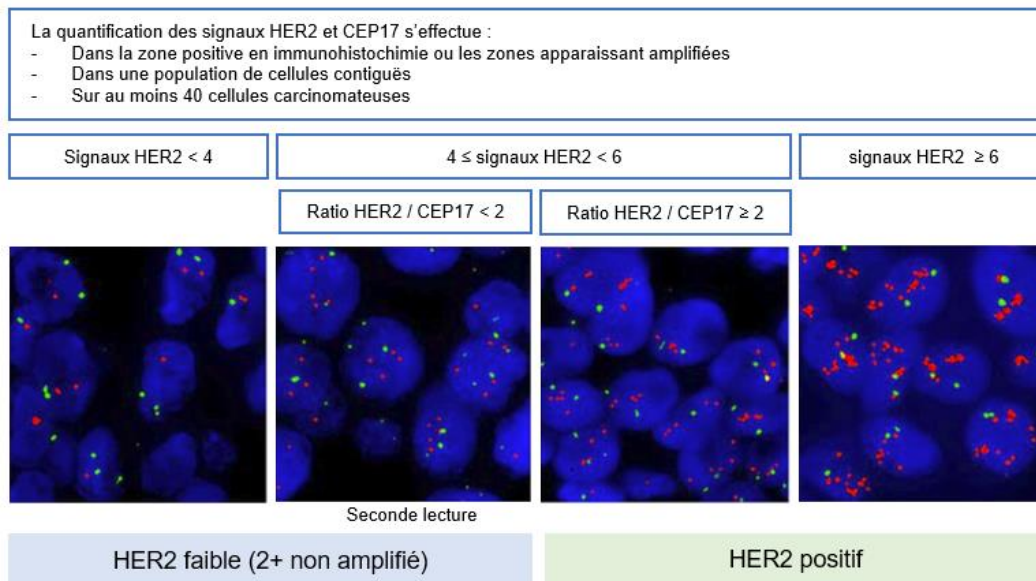 La quantification des signaux HER2 et CEP17 s’effectue :
- Dans la zone positive en immunohistochimie ou les zones apparaissant amplifiées
- Dans une population de cellules contiguës
- Sur au moins 40 cellules carcinomateuses
Signaux HER2 < 4
4 ≤ signaux HER2 < 6
signaux HER2 ≥ 6
Ratio HER2 / CEP17 < 2
Ratio HER2 / CEP17 ≥ 2
Seconde lecture
HER2 faible (2+ non amplifié)
HER2 positif